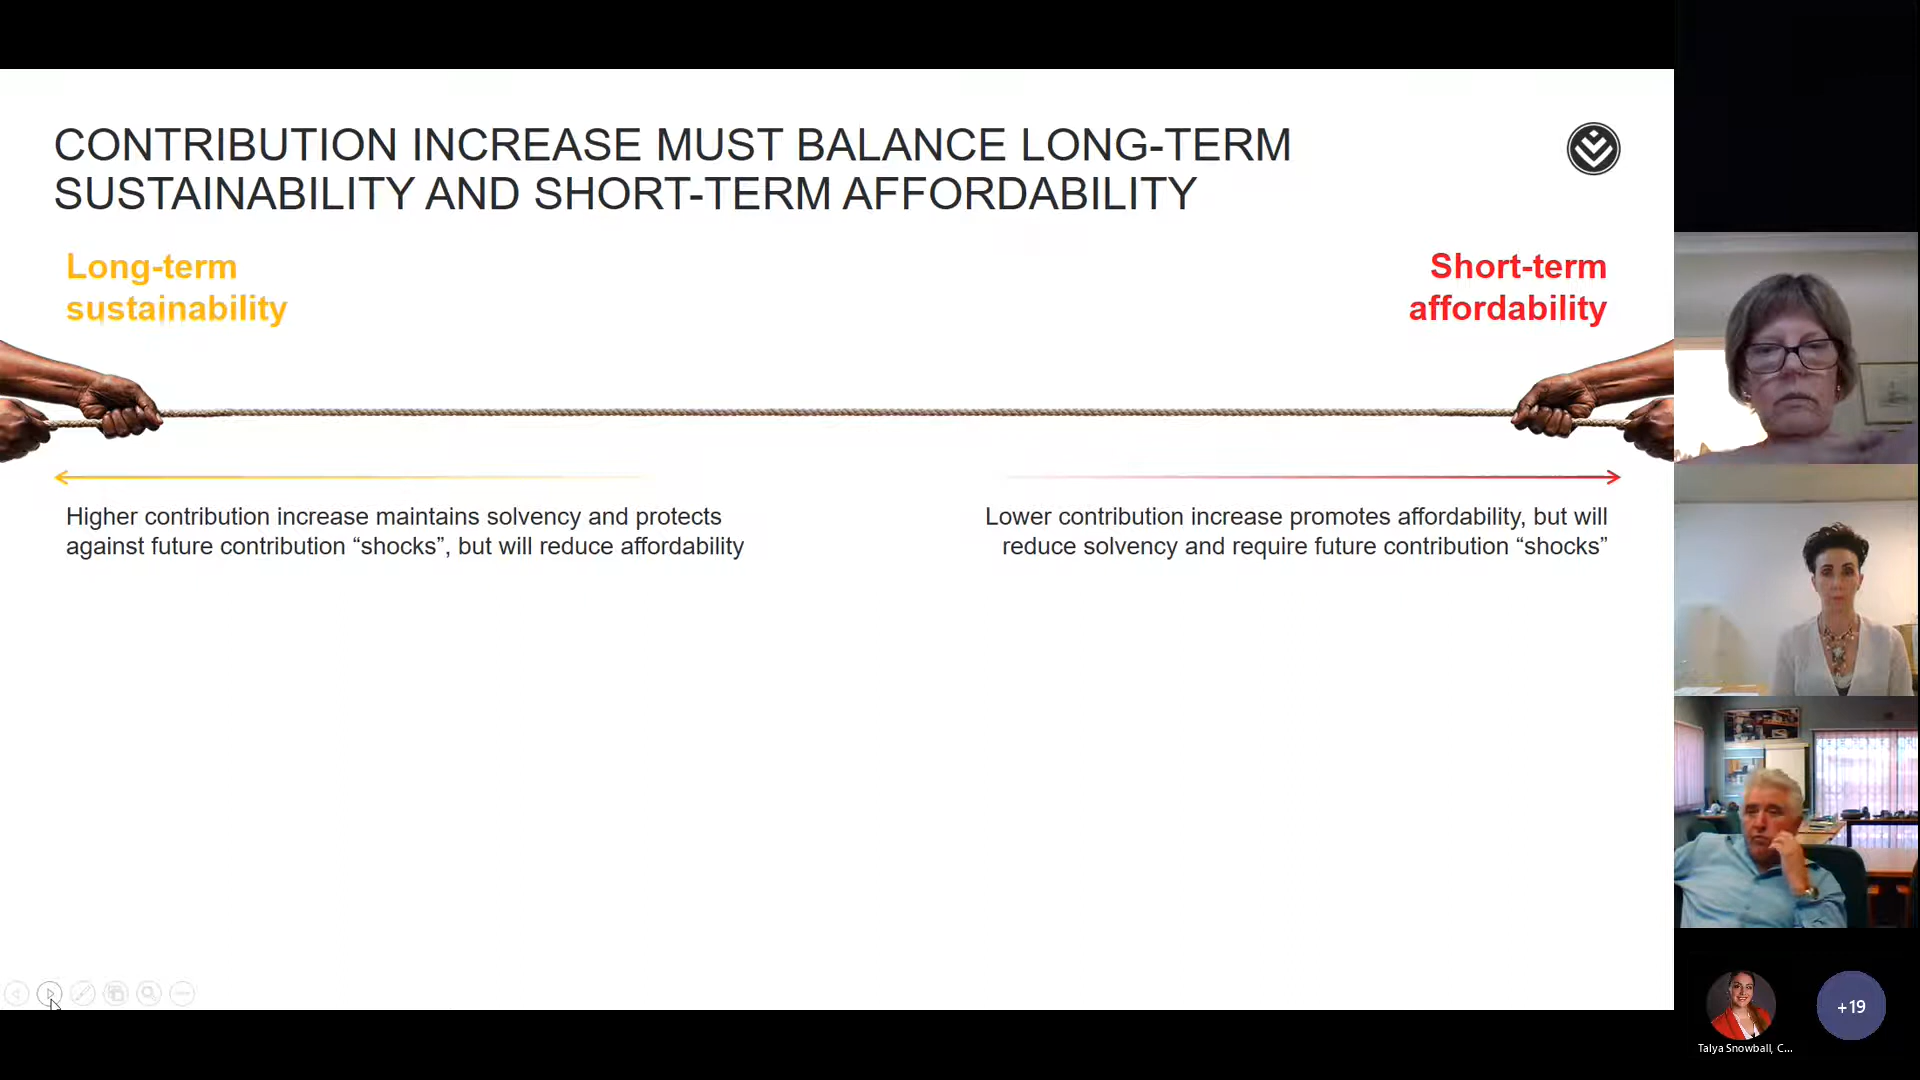 CONTRIBUTION INCREASE MUST BALANCE LONG-TERM
SUSTAINABILITY AND SHORT-TERM AFFORDABILITY
Long-term
sustainability
Short-term
affordability
Higher contribution increase maintains solvency and protects
against future contribution “shocks”, but will reduce affordability
Lower contribution increase promotes affordability, but will
reduce solvency and require future contribution “shocks”
+19
Talya Snowball, C...